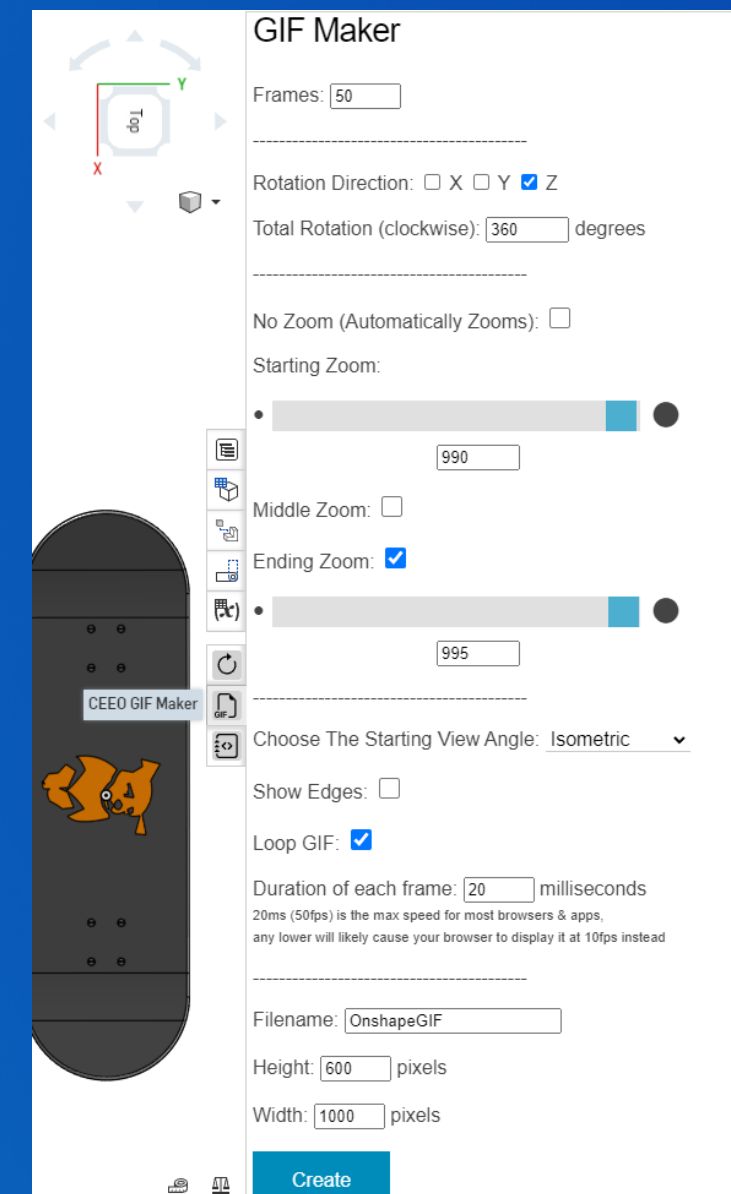 GIF Maker
Y
Top
X
Frames: 50
-----------------------------------------
Rotation Direction: X Y Z
Total Rotation (clockwise): 360 degrees
-----------------------------------------
No Zoom (Automatically Zooms):
Starting Zoom:
990
Middle Zoom:
Ending Zoom:
(x)
995
CEEO GIF Maker
GIF
-----------------------------------------
Choose The Starting View Angle: Isometric
Show Edges:
Loop GIF:
Duration of each frame: 20 milliseconds
20ms (50fps) is the max speed for most browsers & apps,
any lower will likely cause your browser to display it at 10fps instead
-----------------------------------------
Filename: OnshapeGIF
Height: 600 pixels
Width: 1000 pixels
Create